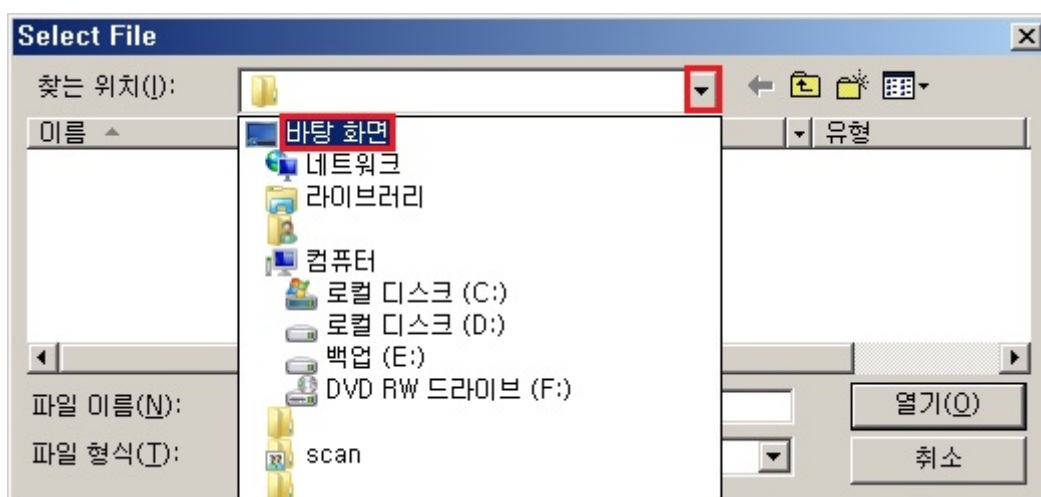 Select File
찾는 위치(I):
이름
유형
바탕 화면
네트워크
라이브러리
컴퓨터
로컬 디스크 (C:)
로컬 디스크 (D:)
백업 (E:)
DVD RW 드라이브 (F:)
scan
파일 이름(N):
열기(O)
파일 형식(T):
취소